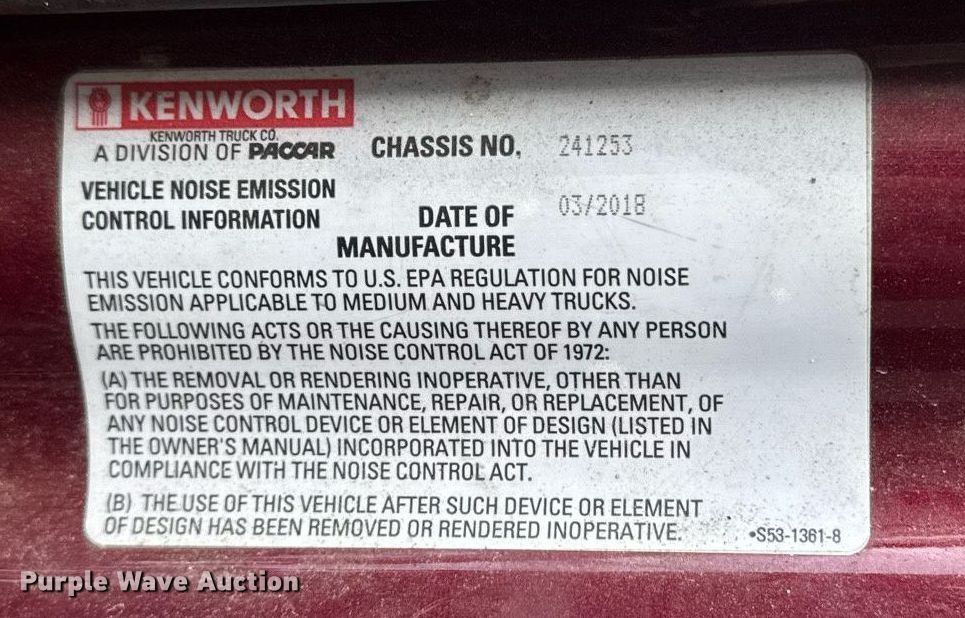 KENWORTH
KENWORTH TRUCK CO.
A DIVISION OF PACCAR
CHASSIS NO. 241253
VEHICLE NOISE EMISSION
CONTROL INFORMATION
DATE OF
MANUFACTURE
03/2018
THIS VEHICLE CONFORMS TO U.S. EPA REGULATION FOR NOISE
EMISSION APPLICABLE TO MEDIUM AND HEAVY TRUCKS.
THE FOLLOWING ACTS OR THE CAUSING THEREOF BY ANY PERSON
ARE PROHIBITED BY THE NOISE CONTROL ACT OF 1972:
(A) THE REMOVAL OR RENDERING INOPERATIVE, OTHER THAN
FOR PURPOSES OF MAINTENANCE, REPAIR, OR REPLACEMENT, OF
ANY NOISE CONTROL DEVICE OR ELEMENT OF DESIGN (LISTED IN
THE OWNER'S MANUAL) INCORPORATED INTO THE VEHICLE IN
COMPLIANCE WITH THE NOISE CONTROL ACT.
(B) THE USE OF THIS VEHICLE AFTER SUCH DEVICE OR ELEMENT
OF DESIGN HAS BEEN REMOVED OR RENDERED INOPERATIVE.
•S53-1361-8
Purple Wave Auction